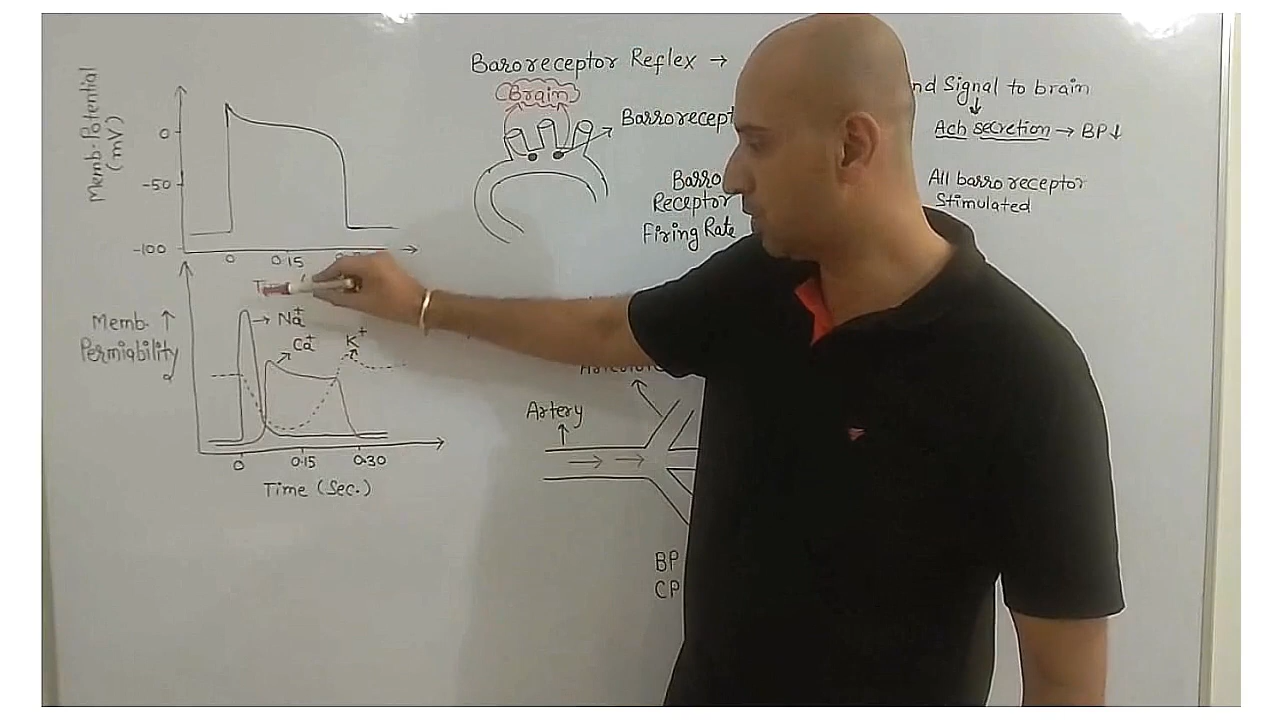 Memb. Potential
(mV)
0
-50
-100
0 0.15
Memb. ↑
Permiability
Na+
Ca+
K+
0 0.15 0.30
Time (Sec.)
Baroreceptor Reflex →
Brain
Barrorecept
nd Signal to brain
↓
Ach secretion → BP↓
Barro
Receptor
Firing Rate
All barro receptor
Stimulated
Artery
BP
CP